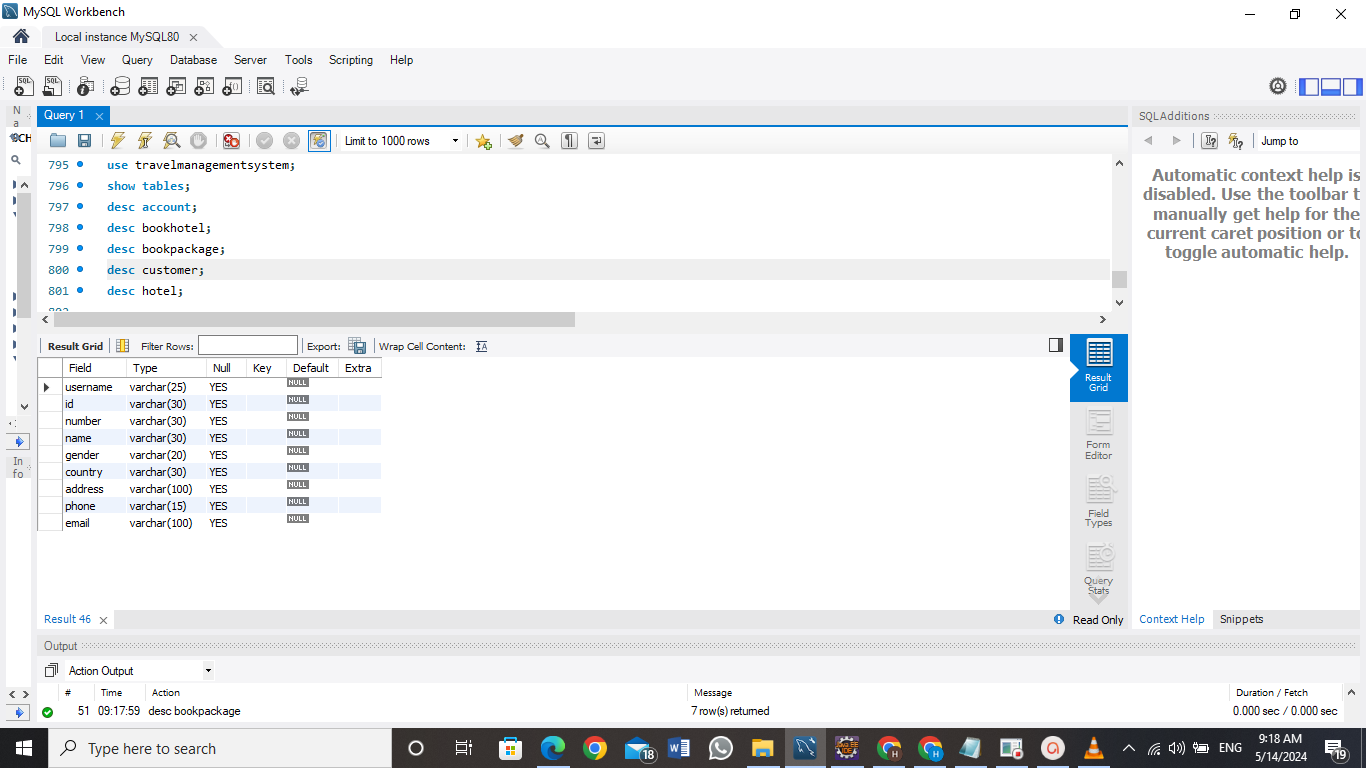 MySQL Workbench
Local instance MySQL80
File Edit View Query Database Server Tools Scripting Help
Na
SCH
Query 1
Limit to 1000 rows
795 use travelmanagementsystem;
796 show tables;
797 desc account;
798 desc bookhotel;
799 desc bookpackage;
800 desc customer;
801 desc hotel;
802
Info
Result Grid Filter Rows: Export: Wrap Cell Content:
Field Type Null Key Default Extra
username varchar(25) YES NULL
id varchar(30) YES NULL
number varchar(30) YES NULL
name varchar(30) YES NULL
gender varchar(20) YES NULL
country varchar(30) YES NULL
address varchar(100) YES NULL
phone varchar(15) YES NULL
email varchar(100) YES NULL
Result Grid
Form Editor
Field Types
Query Stats
Result 46
Read Only
SQLAdditions
Jump to
Automatic context help is
disabled. Use the toolbar t
manually get help for the
current caret position or to
toggle automatic help.
Context Help Snippets
Output
Action Output
# Time Action Message Duration / Fetch
51 09:17:59 desc bookpackage 7 row(s) returned 0.000 sec / 0.000 sec
Type here to search
18
ENG
9:18 AM
5/14/2024
19